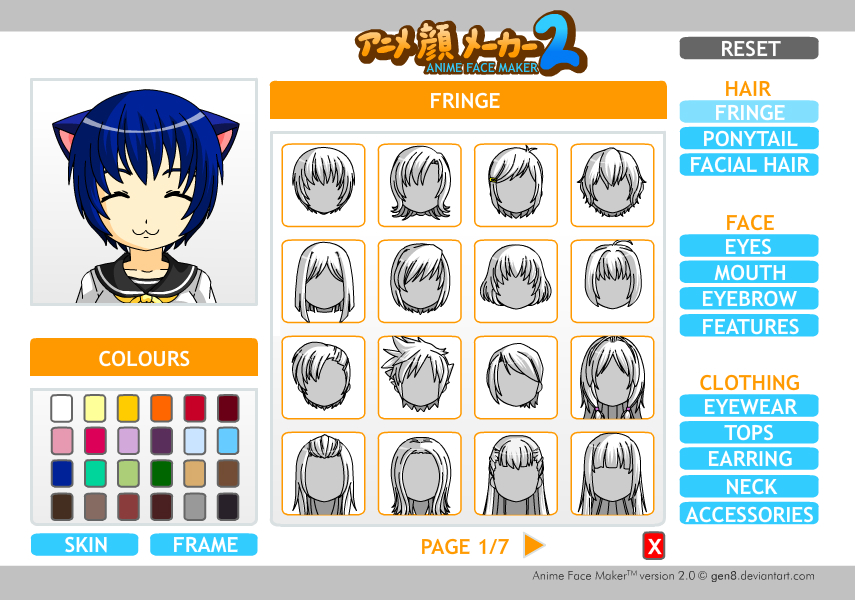 アニメ顔メーカー2
ANIME FACE MAKER
RESET
FRINGE
HAIR
FRINGE
PONYTAIL
FACIAL HAIR
FACE
EYES
MOUTH
EYEBROW
FEATURES
CLOTHING
EYEWEAR
TOPS
EARRING
NECK
ACCESSORIES
COLOURS
SKIN
FRAME
PAGE 1/7
X
Anime Face Maker™ version 2.0 © gen8.deviantart.com